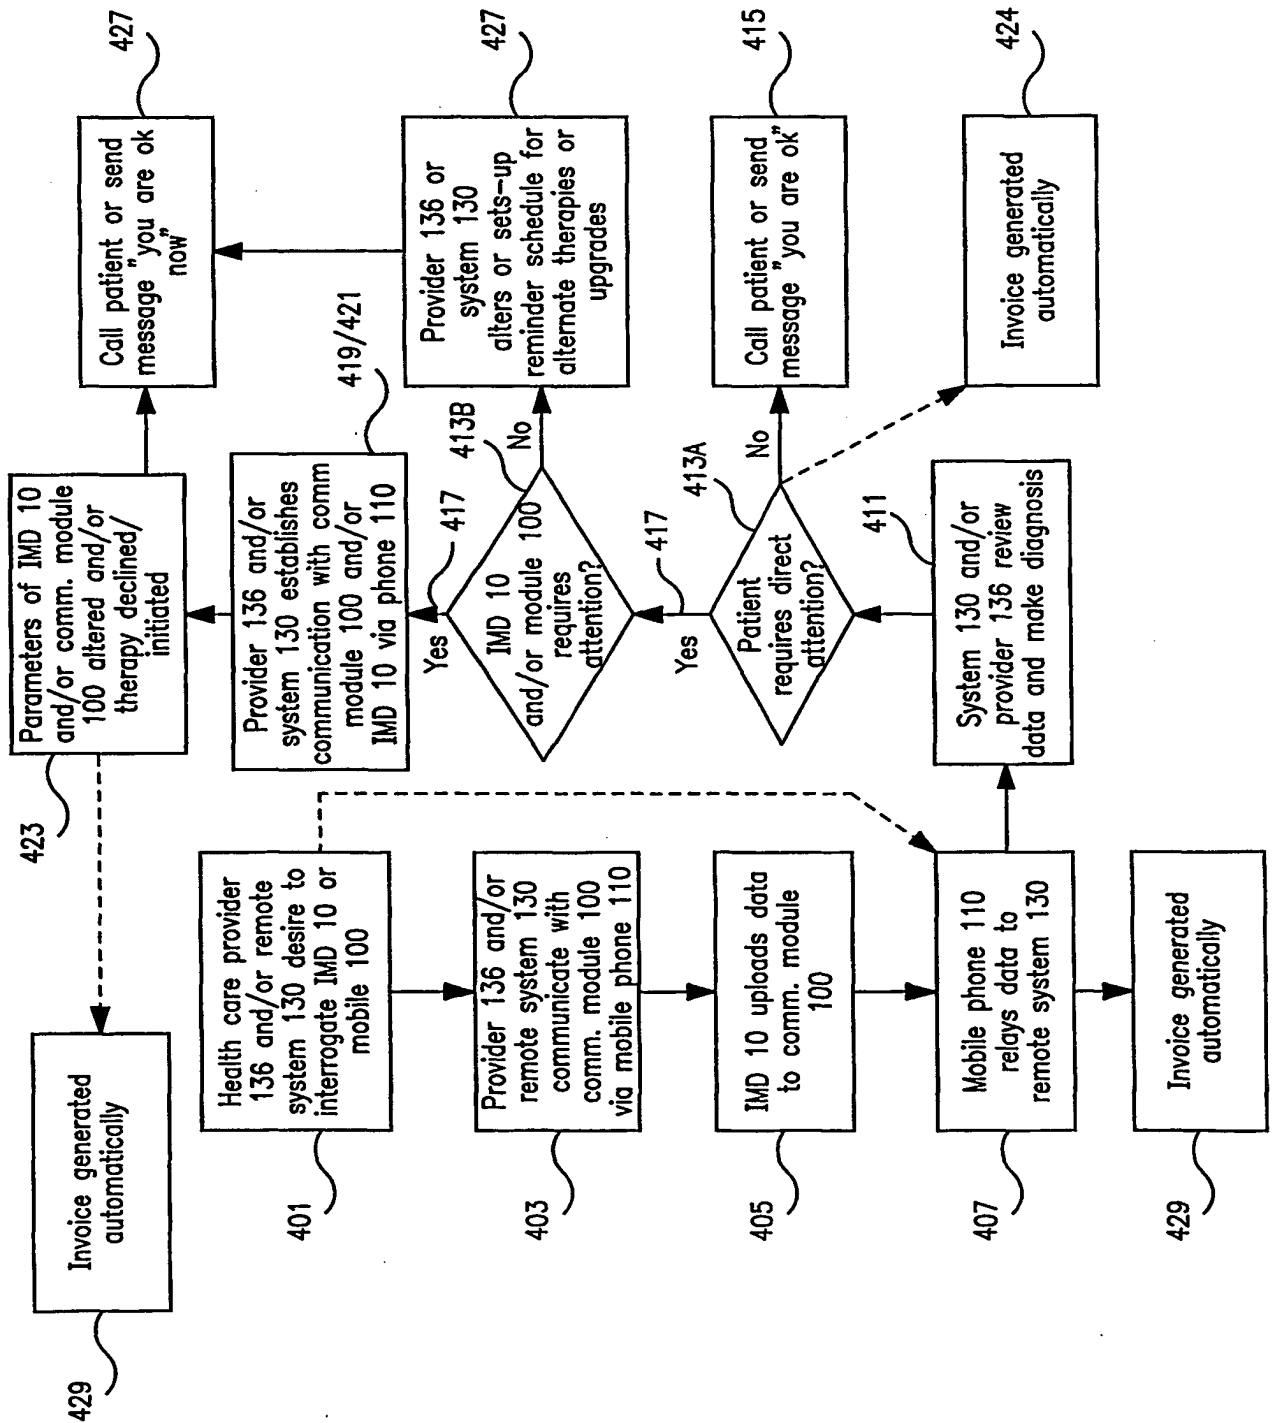 429
Invoice generated
automatically
423
Parameters of IMD 10
and/or comm. module
100 altered and/or
therapy declined/
initiated
Call patient or send
message "you are ok
now"
427
401
Health care provider
136 and/or remote
system 130 desire to
interrogate IMD 10 or
mobile 100
Provider 136 and/or
system 130 establishes
communication with comm
module 100 and/or
IMD 10 via phone 110
419/421
403
Provider 136 and/or
remote system 130
communicate with
comm. module 100
via mobile phone 110
Yes
417
IMD 10
and/or module 100
requires
attention?
413B
No
Provider 136 or
system 130
alters or sets-up
reminder schedule for
alternate therapies or
upgrades
427
405
IMD 10 uploads data
to comm. module
100
Yes
417
Patient
requires direct
attention?
413A
No
Call patient or send
message "you are ok"
415
407
Mobile phone 110
relays data to
remote system 130
System 130 and/or
provider 136 review
data and make diagnosis
411
Invoice generated
automatically
424
429
Invoice generated
automatically